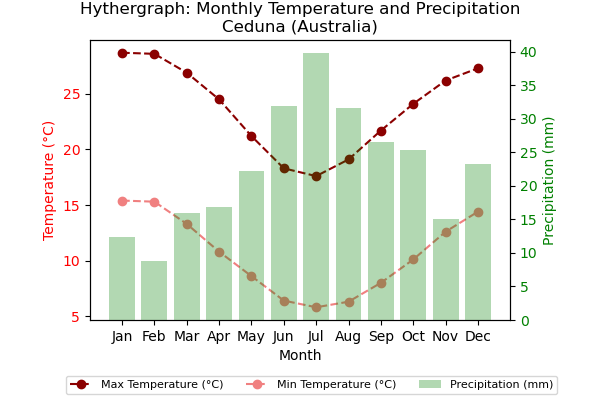 Hythergraph: Monthly Temperature and Precipitation
Ceduna (Australia)
Temperature (°C)
25
20
15
10
5
Precipitation (mm)
40
35
30
25
20
15
10
5
0
Jan Feb Mar Apr May Jun Jul Aug Sep Oct Nov Dec
Month
Max Temperature (°C) Min Temperature (°C) Precipitation (mm)